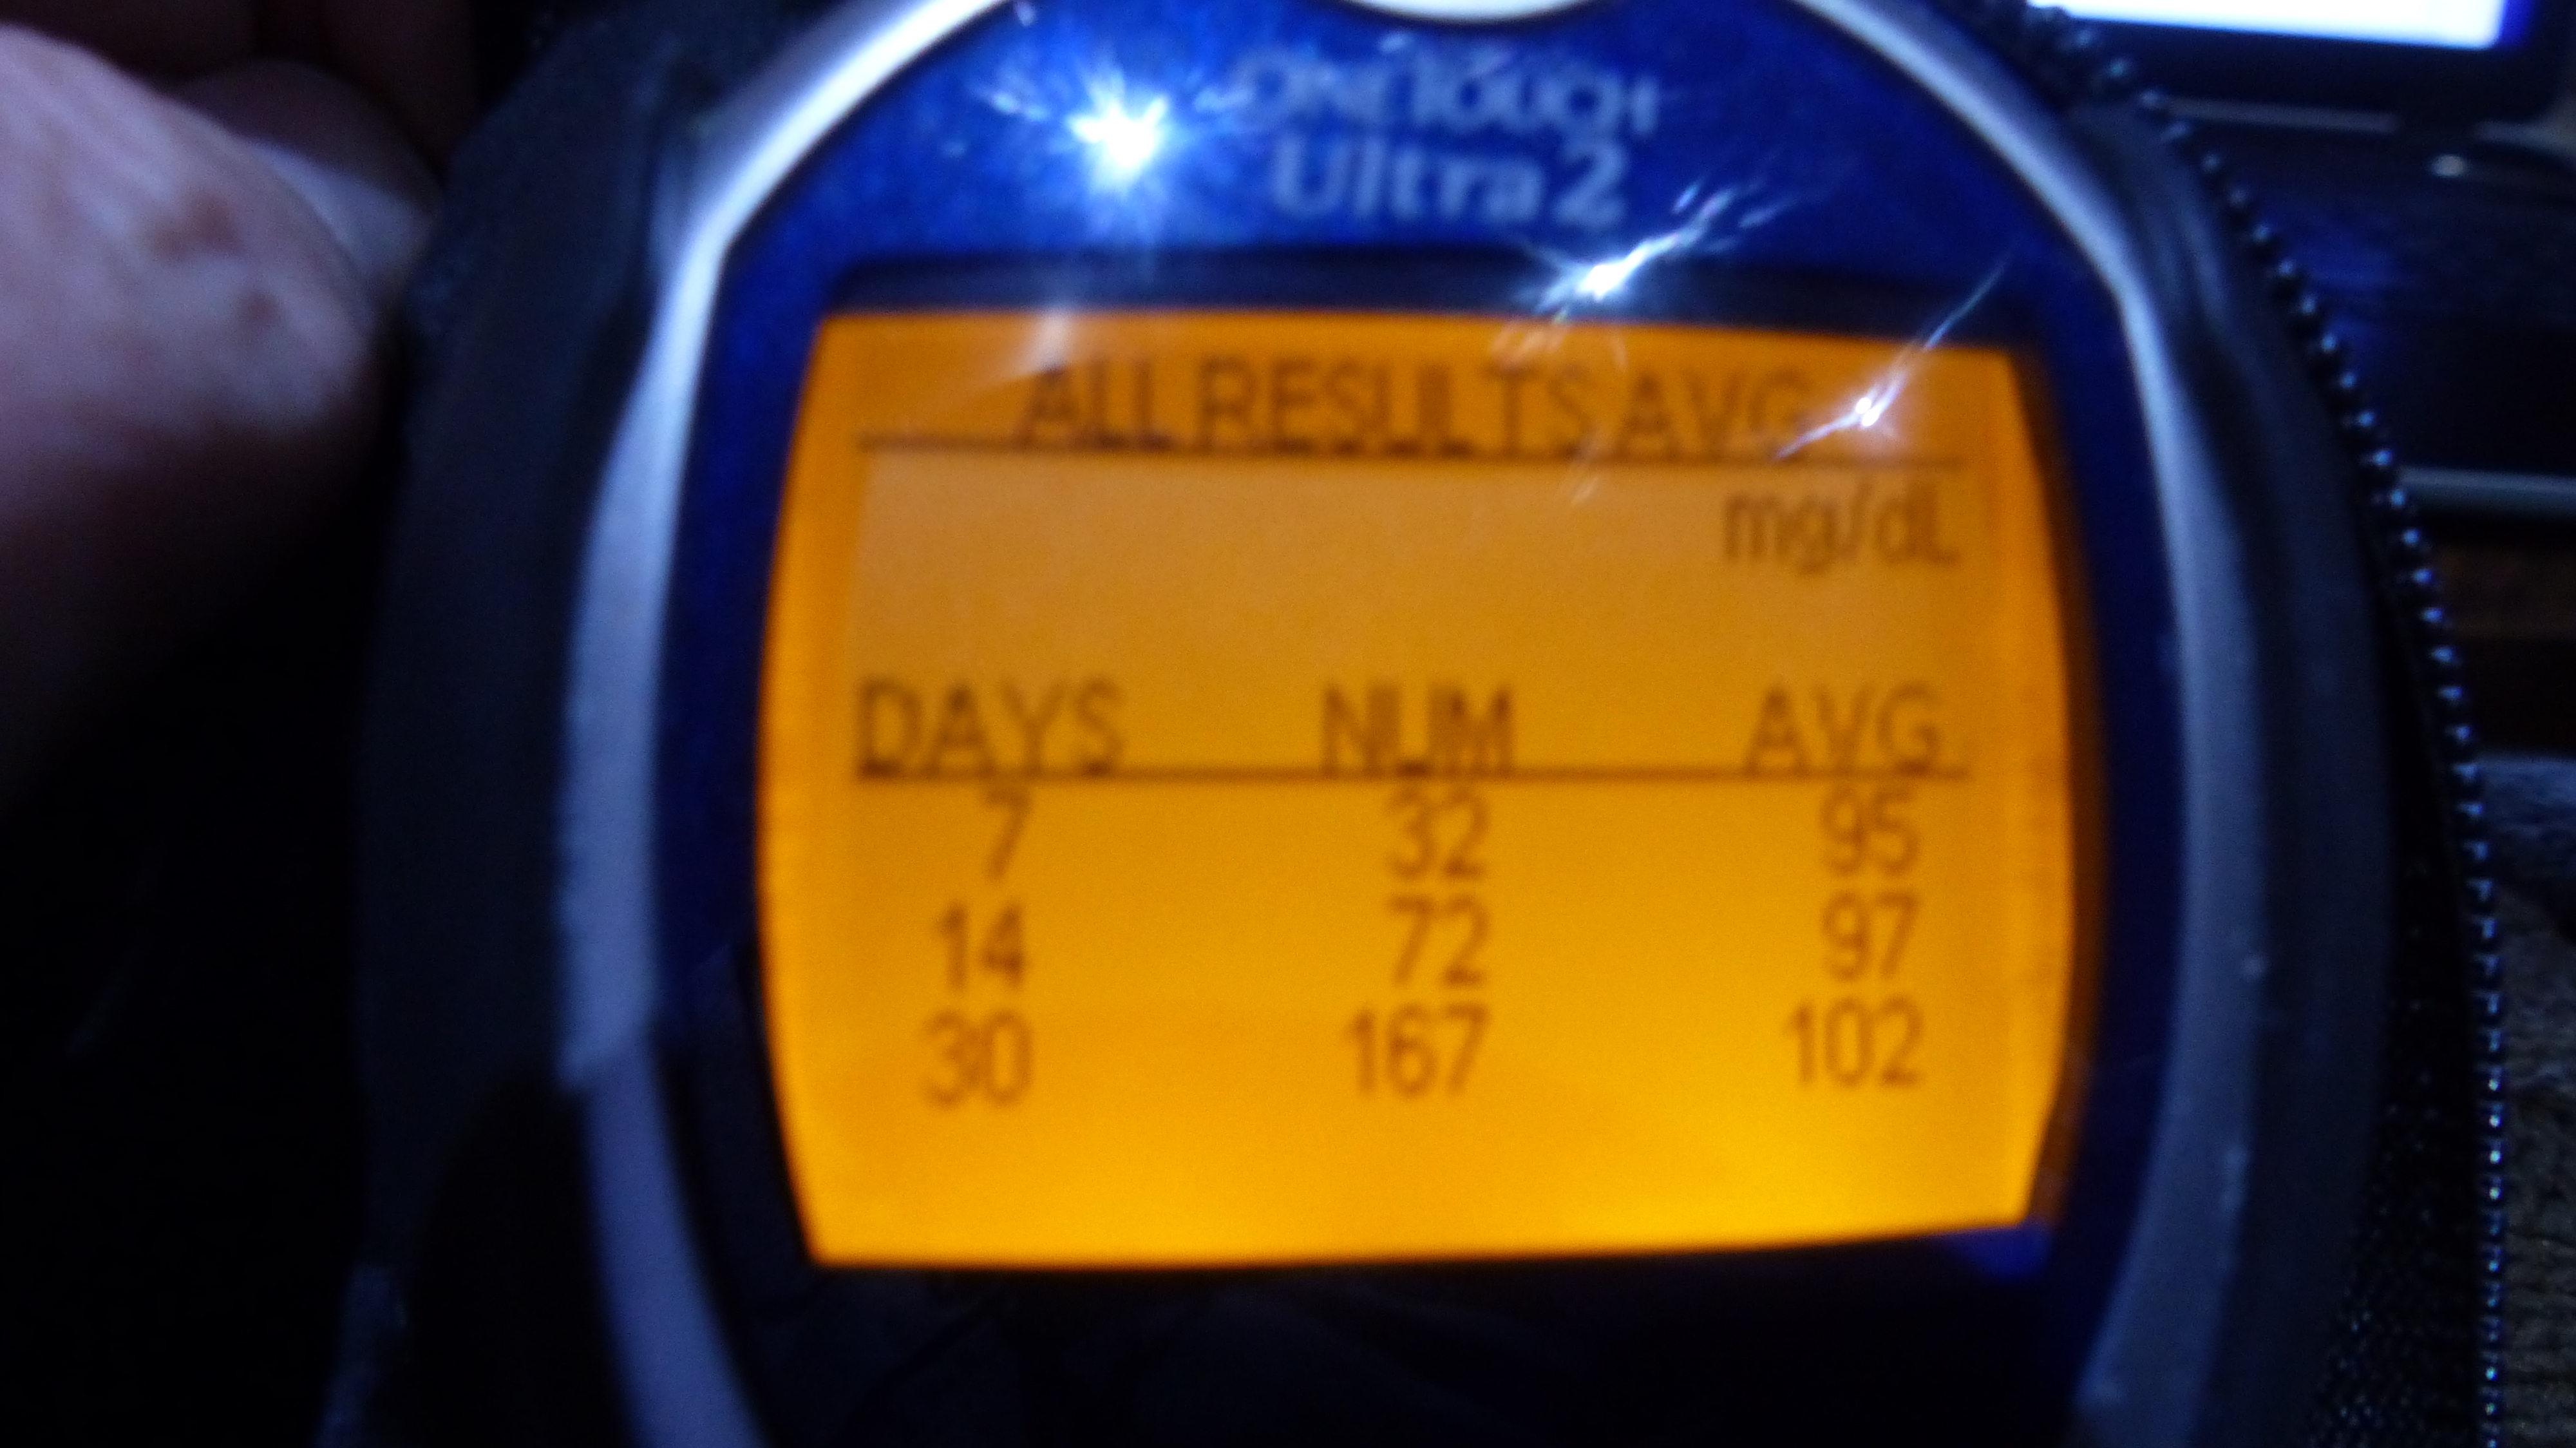 ONETOUCH
Ultra 2
ALL RESULTS AVG
mg/dL
DAYS NUM AVG
7 32 95
14 72 97
30 167 102